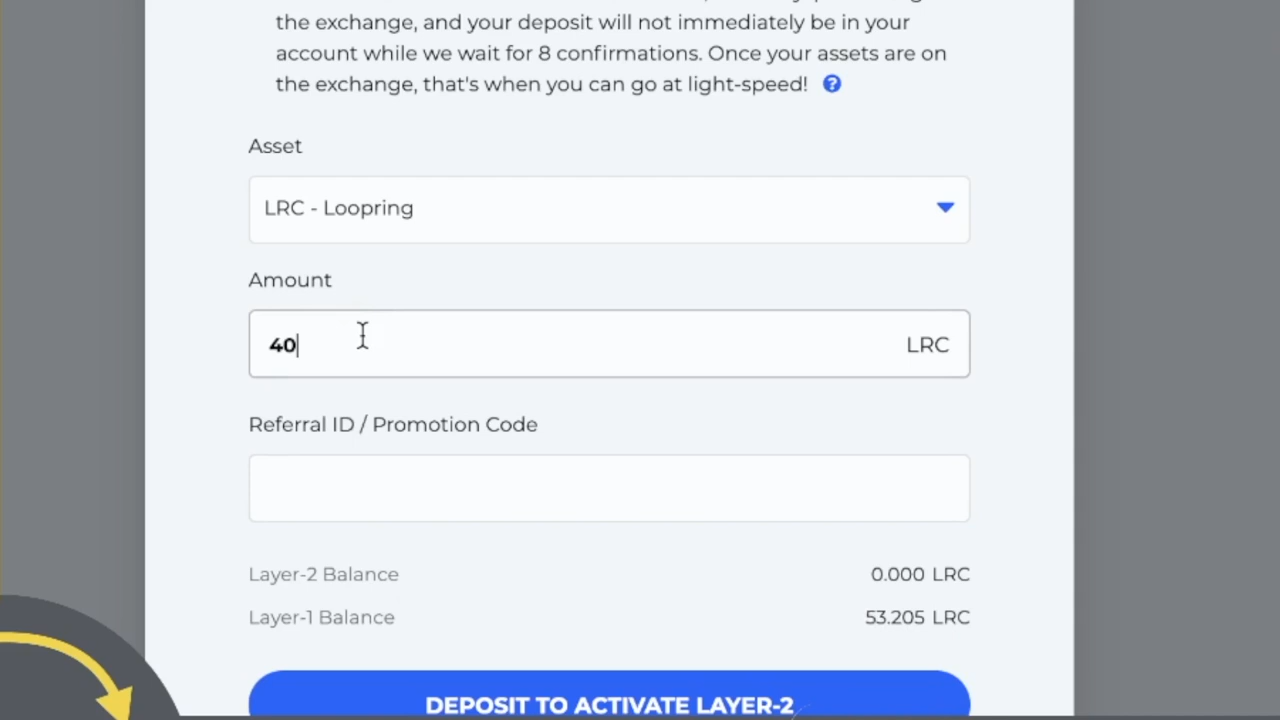 the exchange, and your deposit will not immediately be in your
account while we wait for 8 confirmations. Once your assets are on
the exchange, that's when you can go at light-speed! ?
Asset
LRC - Loopring
Amount
40 LRC
Referral ID / Promotion Code
Layer-2 Balance 0.000 LRC
Layer-1 Balance 53.205 LRC
DEPOSIT TO ACTIVATE LAYER-2